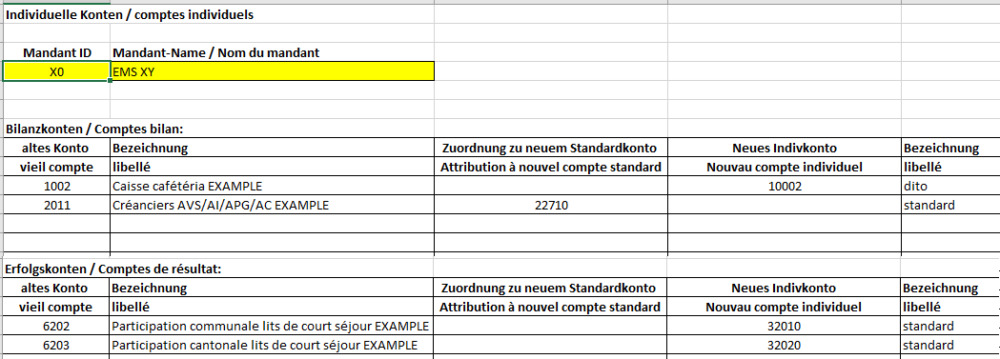 Individuelle Konten / comptes individuels
Mandant ID Mandant-Name / Nom du mandant
X0 EMS XY
Bilanzkonten / Comptes bilan:
altes Konto Bezeichnung Zuordnung zu neuem Standardkonto Neues Indivkonto Bezeichnung
vieil compte libellé Attribution à nouvel compte standard Nouvau compte individuel libellé
1002 Caisse cafétéria EXAMPLE 10002 dito
2011 Créanciers AVS/AI/APG/AC EXAMPLE 22710 standard
Erfolgskonten / Comptes de résultat:
altes Konto Bezeichnung Zuordnung zu neuem Standardkonto Neues Indivkonto Bezeichnung
vieil compte libellé Attribution à nouvel compte standard Nouvau compte individuel libellé
6202 Participation communale lits de court séjour EXAMPLE 32010 standard
6203 Participation cantonale lits de court séjour EXAMPLE 32020 standard